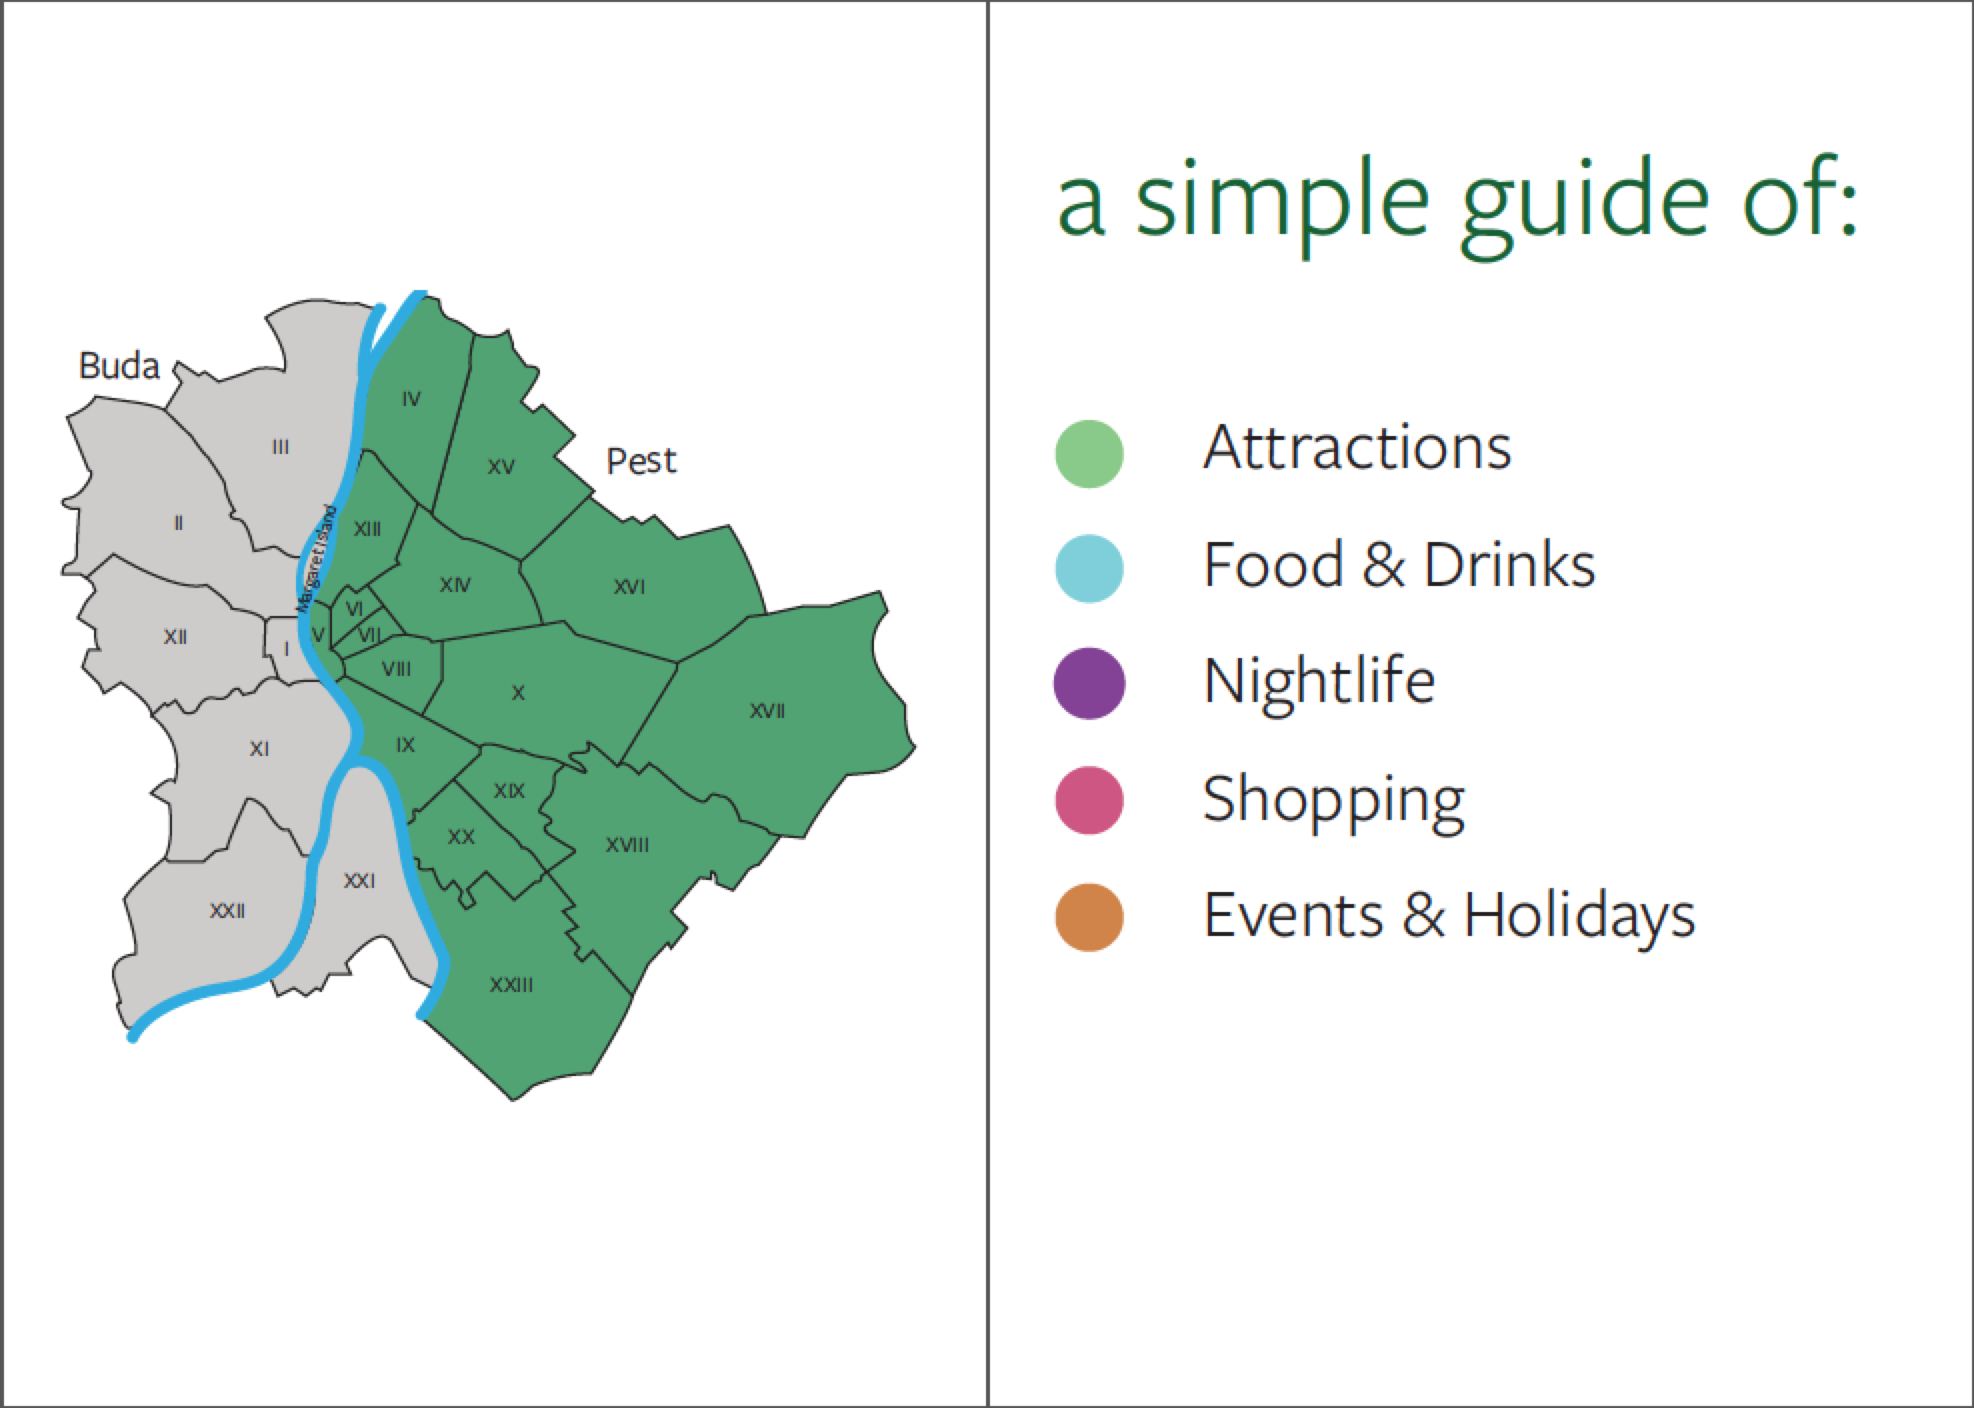 Buda
Pest
III
IV
XV
II
XIII
Margaret Island
XIV
XVI
VI
V
VII
XII
I
VIII
X
XVII
XI
IX
XIX
XX
XVIII
XXI
XXII
XXIII
a simple guide of:
Attractions
Food & Drinks
Nightlife
Shopping
Events & Holidays